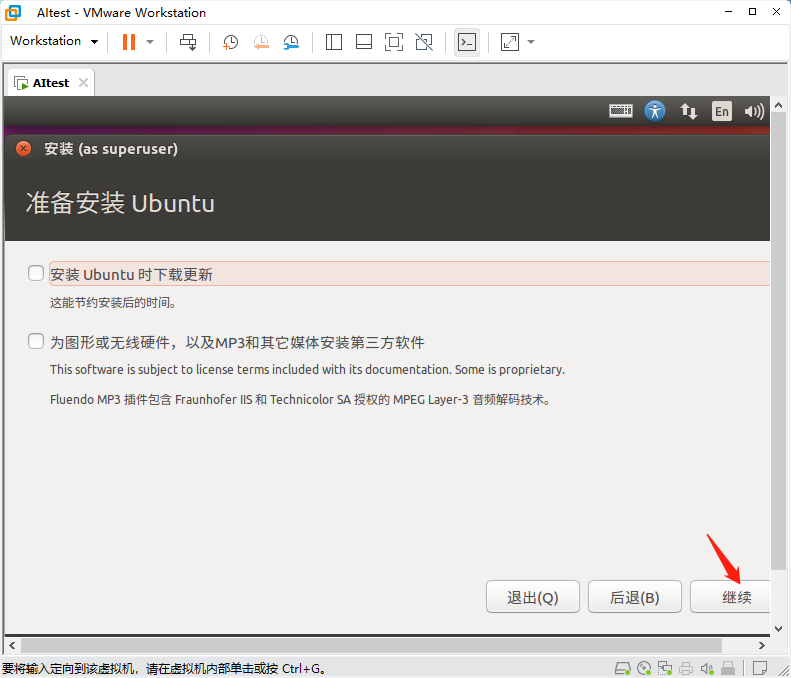 AItest - VMware Workstation
Workstation
AItest
En
安装 (as superuser)
准备安装 Ubuntu
安装 Ubuntu 时下载更新
这能节约安装后的时间。
为图形或无线硬件，以及MP3和其它媒体安装第三方软件
This software is subject to license terms included with its documentation. Some is proprietary.
Fluendo MP3 插件包含 Fraunhofer IIS 和 Technicolor SA 授权的 MPEG Layer-3 音频解码技术。
退出(Q) 后退(B) 继续
要将输入定向到该虚拟机，请在虚拟机内部单击或按 Ctrl+G。